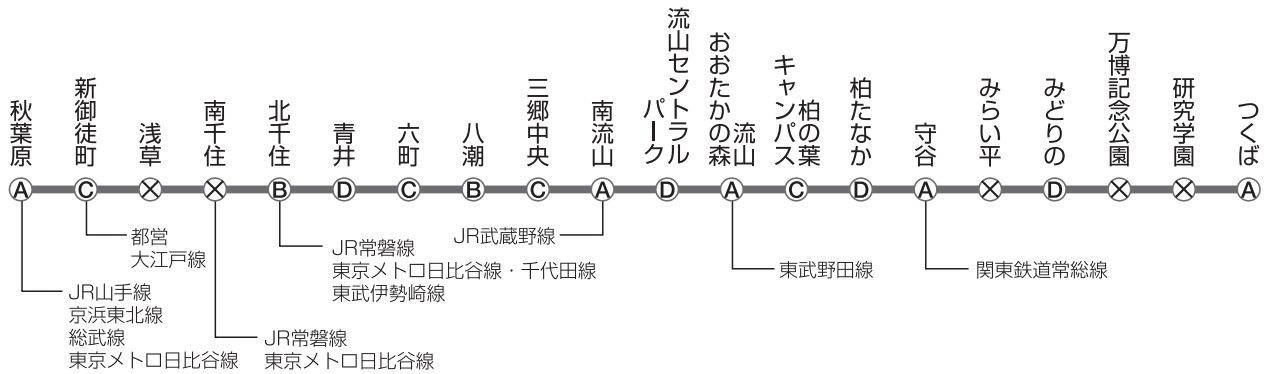 秋葉原
新御徒町
浅草
南千住
北千住
青井
六町
八潮
三郷中央
南流山
流山セントラル
パーク
おおたかの森
流山
キャンパス
柏の葉
柏たなか
守谷
みらい平
みどりの
万博記念公園
研究学園
つくば
A
C
B
D
C
B
C
A
D
A
C
D
A
D
A
都営
大江戸線
JR山手線
京浜東北線
総武線
東京メトロ日比谷線
JR常磐線
東京メトロ日比谷線
JR常磐線
東京メトロ日比谷線・千代田線
東武伊勢崎線
JR武蔵野線
東武野田線
関東鉄道常総線